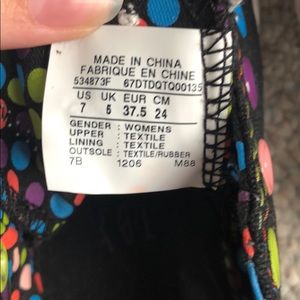 MADE IN CHINA
FABRIQUE EN CHINE
534873F 67DTDQTQ00135
US UK EUR CM
7 5 37.5 24
GENDER : WOMENS
UPPER : TEXTILE
LINING : TEXTILE
OUTSOLE : TEXTILE/RUBBER
7B 1206 M88